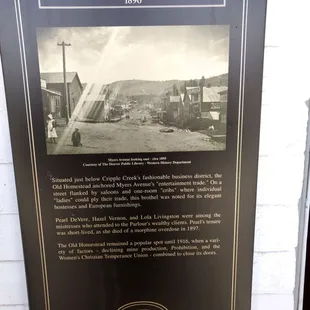 1896
Myers Avenue looking east - circa 1895
Courtesy of The Denver Public Library - Western History Department
Situated just below Cripple Creek's fashionable business district, the
Old Homestead anchored Myers Avenue's "entertainment trade." On a
street flanked by saloons and one-room "cribs" where individual
"ladies" could ply their trade, this brothel was noted for its elegant
hostesses and European furnishings.
Pearl DeVere, Hazel Vernon, and Lola Livingston were among the
mistresses who attended to the Parlour's wealthy clients. Pearl's tenure
was short-lived, as she died of a morphine overdose in 1897.
The Old Homestead remained a popular spot until 1916, when a vari-
ety of factors - declining mine production, Prohibition, and the
Women's Christian Temperance Union - combined to close its doors.